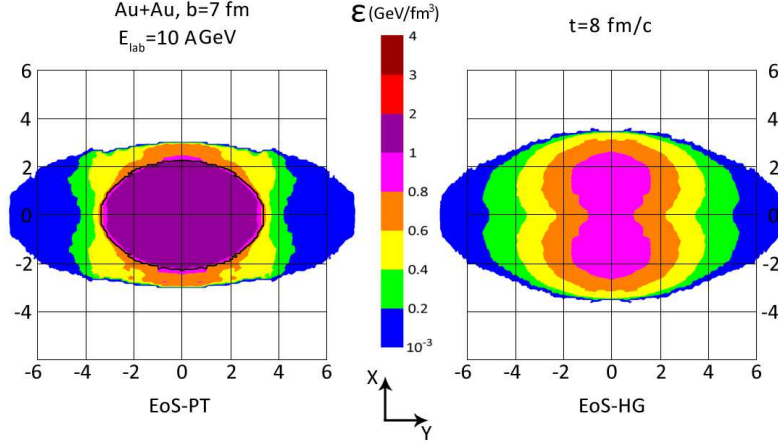 Au+Au, b=7 fm
E_lab=10 AGeV
ε (GeV/fm³)
t=8 fm/c
6
4
2
0
-2
-4
-6 -4 -2 0 2 4 6
EoS-PT
4
3
2
1
0.8
0.6
0.4
0.2
10⁻³
X
Y
6
4
2
0
-2
-4
-6 -4 -2 0 2 4 6
EoS-HG